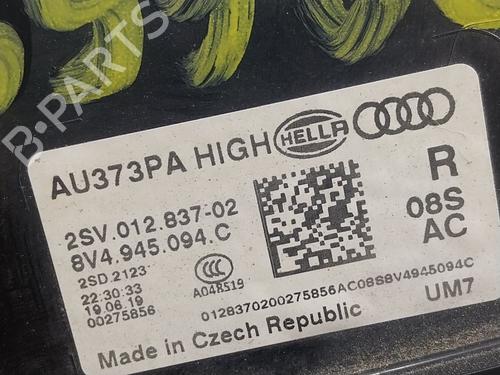 B-PARTS
AU373PA HIGH HELLA
2SV.012.837-02 R
8V4.945.094.C 08S
2SD.2123 AC
22:30:33
19.06.19 A048519
00275856 0128370200275856AC08S8V4945094C
Made in Czech Republic UM7